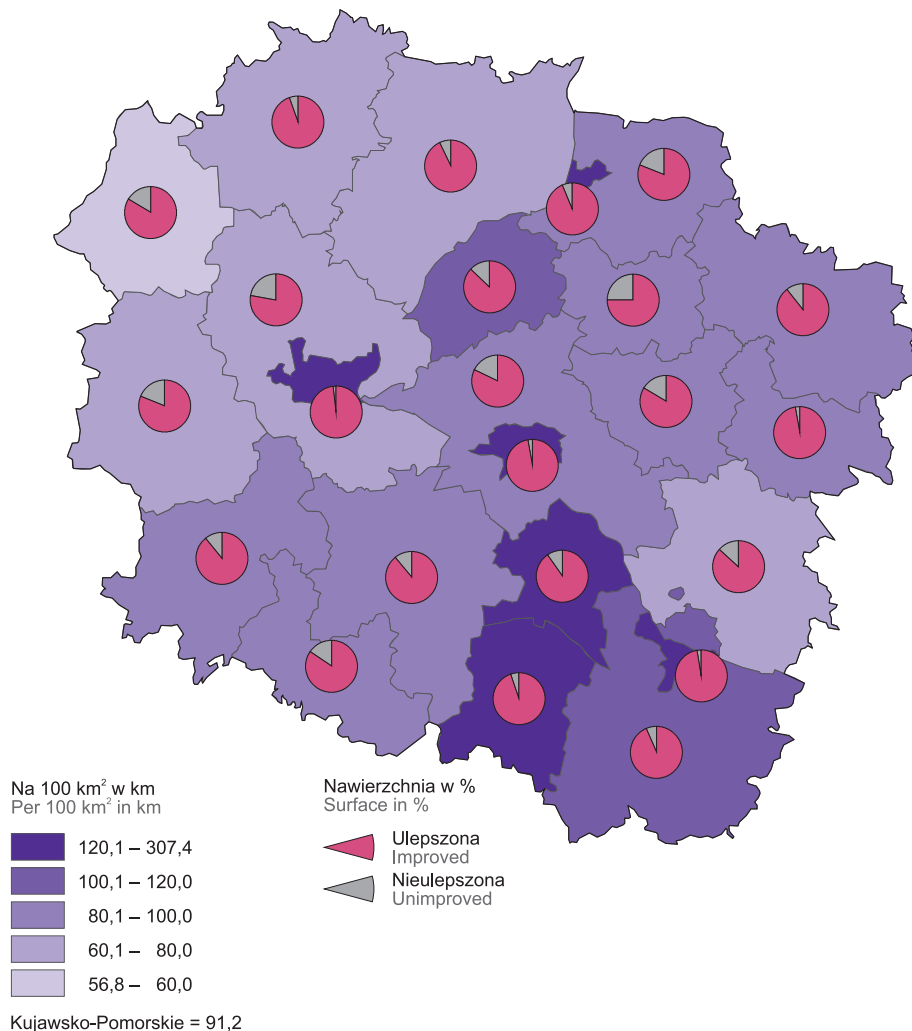 Na 100 km² w km
Per 100 km² in km
120,1 – 307,4
100,1 – 120,0
80,1 – 100,0
60,1 – 80,0
56,8 – 60,0
Kujawsko-Pomorskie = 91,2
Nawierzchnia w %
Surface in %
Ulepszona
Improved
Nieulepszona
Unimproved